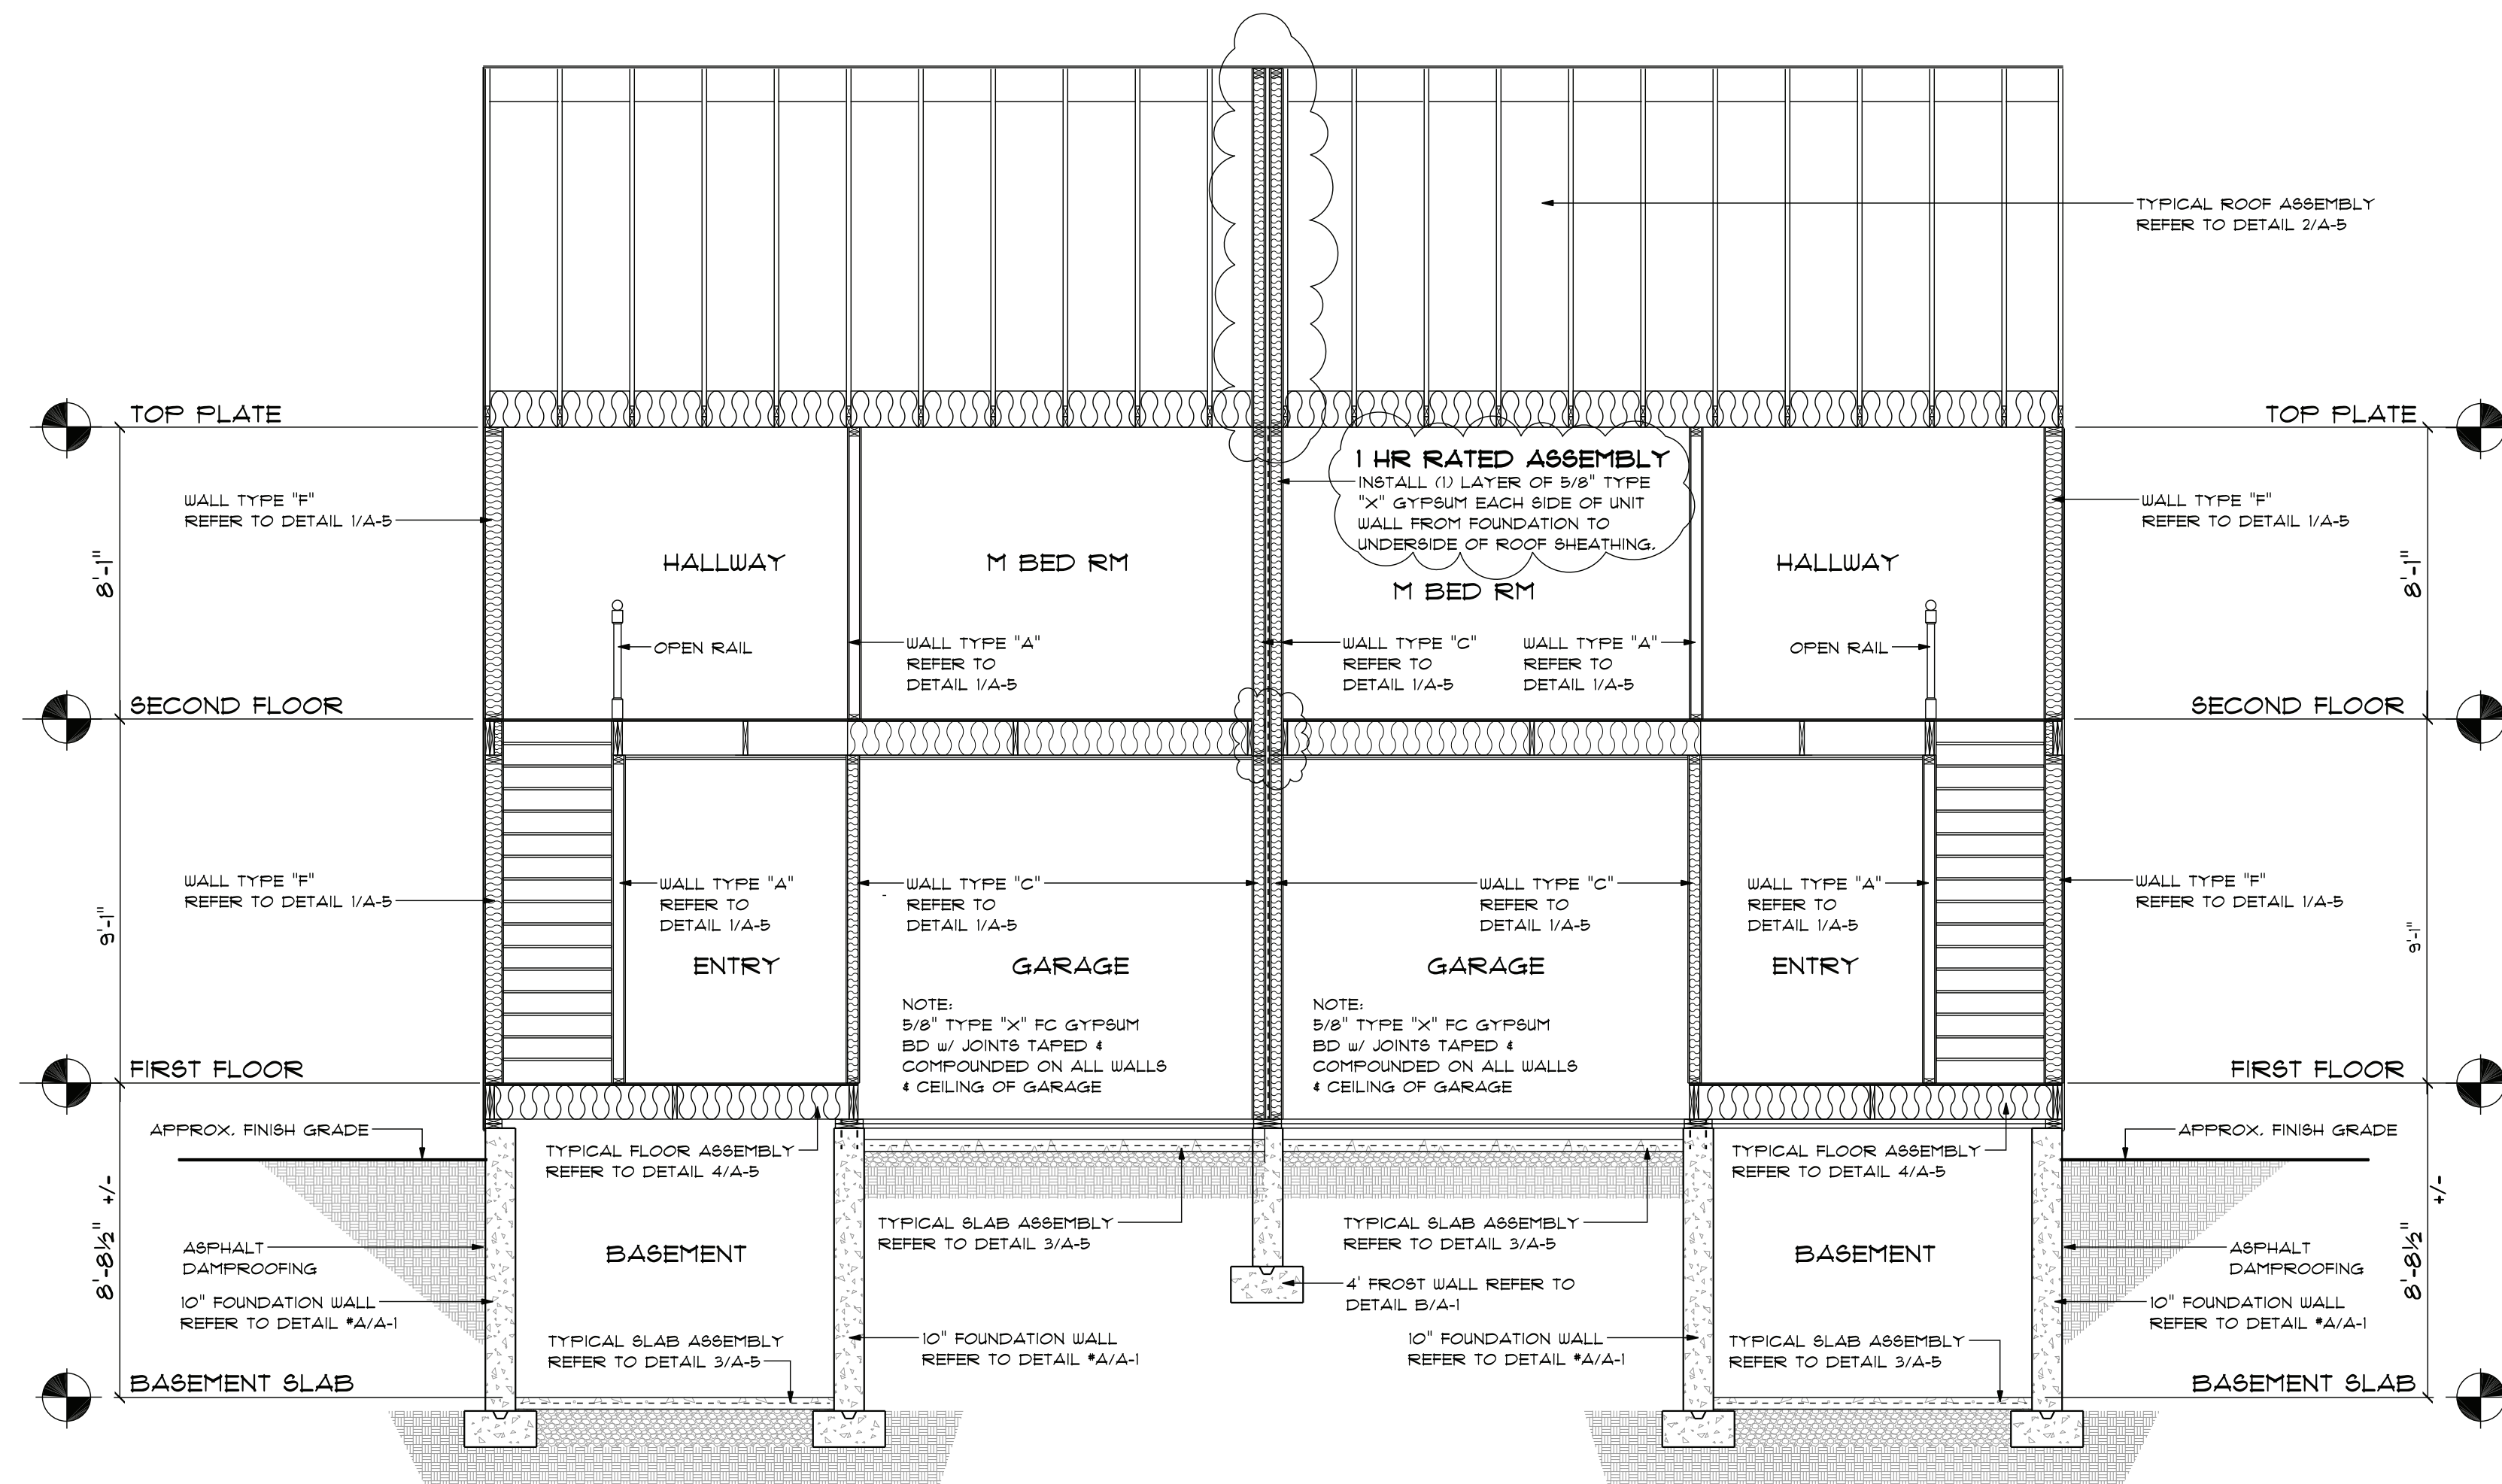 TYPICAL ROOF ASSEMBLY
REFER TO DETAIL 2/A-5
TOP PLATE
TOP PLATE
1 HR RATED ASSEMBLY
INSTALL (1) LAYER OF 5/8" TYPE
"X" GYPSUM EACH SIDE OF UNIT
WALL FROM FOUNDATION TO
UNDERSIDE OF ROOF SHEATHING.
WALL TYPE "F"
REFER TO DETAIL 1/A-5
WALL TYPE "F"
REFER TO DETAIL 1/A-5
8'-1"
HALLWAY
M BED RM
M BED RM
HALLWAY
8'-1"
OPEN RAIL
WALL TYPE "A"
REFER TO
DETAIL 1/A-5
WALL TYPE "C"
REFER TO
DETAIL 1/A-5
WALL TYPE "A"
REFER TO
DETAIL 1/A-5
OPEN RAIL
SECOND FLOOR
SECOND FLOOR
WALL TYPE "F"
REFER TO DETAIL 1/A-5
WALL TYPE "A"
REFER TO
DETAIL 1/A-5
WALL TYPE "C"
REFER TO
DETAIL 1/A-5
WALL TYPE "C"
REFER TO
DETAIL 1/A-5
WALL TYPE "A"
REFER TO
DETAIL 1/A-5
WALL TYPE "F"
REFER TO DETAIL 1/A-5
9'-1"
9'-1"
ENTRY
GARAGE
GARAGE
ENTRY
NOTE:
5/8" TYPE "X" FC GYPSUM
BD w/ JOINTS TAPED &
COMPOUNDED ON ALL WALLS
& CEILING OF GARAGE
NOTE:
5/8" TYPE "X" FC GYPSUM
BD w/ JOINTS TAPED &
COMPOUNDED ON ALL WALLS
& CEILING OF GARAGE
FIRST FLOOR
FIRST FLOOR
APPROX. FINISH GRADE
TYPICAL FLOOR ASSEMBLY
REFER TO DETAIL 4/A-5
TYPICAL FLOOR ASSEMBLY
REFER TO DETAIL 4/A-5
APPROX. FINISH GRADE
8'-8½" +/-
8'-8½" +/-
TYPICAL SLAB ASSEMBLY
REFER TO DETAIL 3/A-5
TYPICAL SLAB ASSEMBLY
REFER TO DETAIL 3/A-5
ASPHALT
DAMPROOFING
BASEMENT
BASEMENT
ASPHALT
DAMPROOFING
4' FROST WALL REFER TO
DETAIL B/A-1
10" FOUNDATION WALL
REFER TO DETAIL #A/A-1
10" FOUNDATION WALL
REFER TO DETAIL #A/A-1
TYPICAL SLAB ASSEMBLY
REFER TO DETAIL 3/A-5
10" FOUNDATION WALL
REFER TO DETAIL #A/A-1
10" FOUNDATION WALL
REFER TO DETAIL #A/A-1
TYPICAL SLAB ASSEMBLY
REFER TO DETAIL 3/A-5
BASEMENT SLAB
BASEMENT SLAB